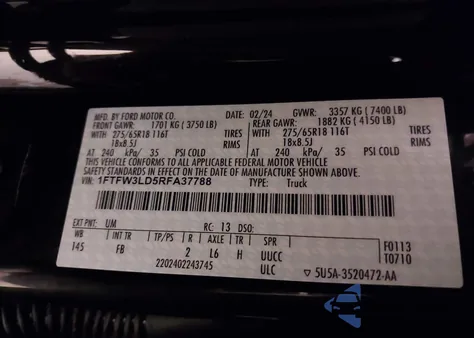 MFD. BY FORD MOTOR CO.
DATE: 02/24 GVWR: 3357 KG ( 7400 LB)
FRONT GAWR: 1701 KG ( 3750 LB) REAR GAWR: 1882 KG ( 4150 LB)
WITH 275/65R18 116T TIRES WITH 275/65R18 116T TIRES
18x8.5J RIMS 18x8.5J RIMS
AT 240 kPa/ 35 PSI COLD AT 240 kPa/ 35 PSI COLD
THIS VEHICLE CONFORMS TO ALL APPLICABLE FEDERAL MOTOR VEHICLE
SAFETY STANDARDS IN EFFECT ON THE DATE OF MANUFACTURE SHOWN ABOVE.
VIN: 1FTFW3LD5RFA37788 TYPE: Truck
EXT PNT: UM RC: 13 DSO:
WB INT TR TP/PS R AXLE TR SPR
145 FB 2 L6 H UUCC
2202402243745 ULC
F0113
T0710
5U5A-3520472-AA